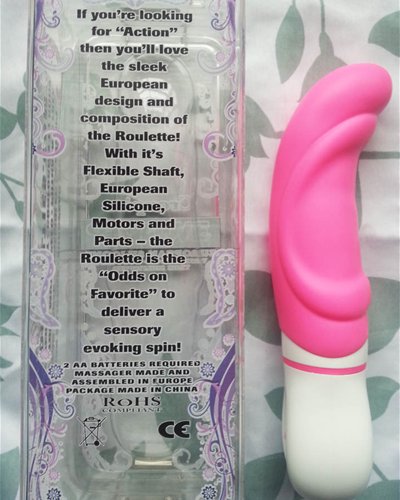 If you're looking
for "Action"
then you'll love
the sleek
European
design and
composition of
the Roulette!
With it's
Flexible Shaft,
European
Silicone,
Motors and
Parts – the
Roulette is the
"Odds on
Favorite" to
deliver a
sensory
evoking spin!
2 AA BATTERIES REQUIRED
MASSAGER MADE AND
ASSEMBLED IN EUROPE
PACKAGE MADE IN CHINA
RoHS
COMPLIANT
CE